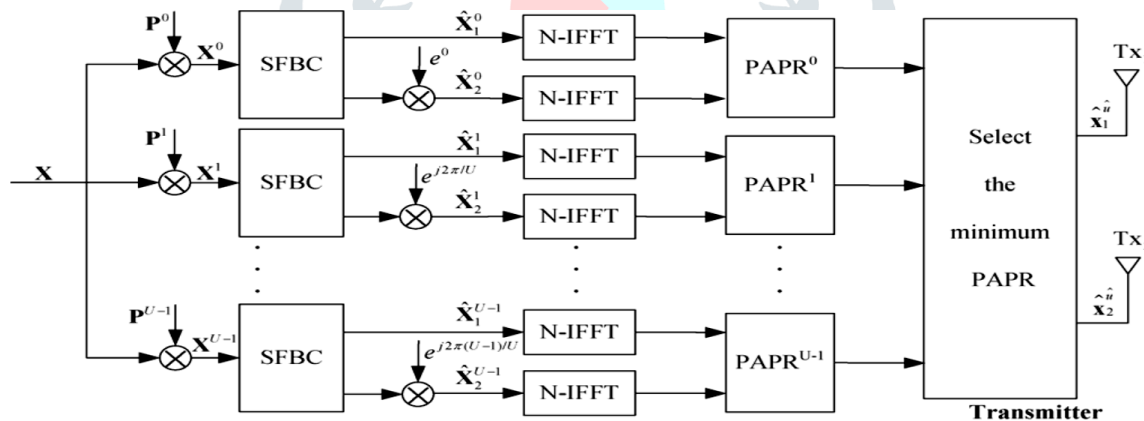 P⁰
X⁰
SFBC
X̂₁⁰
e⁰
X̂₂⁰
N-IFFT
N-IFFT
PAPR⁰
X
P¹
X¹
SFBC
X̂₁¹
e^{j2π/U}
X̂₂¹
N-IFFT
N-IFFT
PAPR¹
P^{U-1}
X^{U-1}
SFBC
X̂₁^{U-1}
e^{j2π(U-1)/U}
X̂₂^{U-1}
N-IFFT
N-IFFT
PAPR^{U-1}
Select
the
minimum
PAPR
Tx
x̂₁^{û}
Tx
x̂₂^{û}
Transmitter